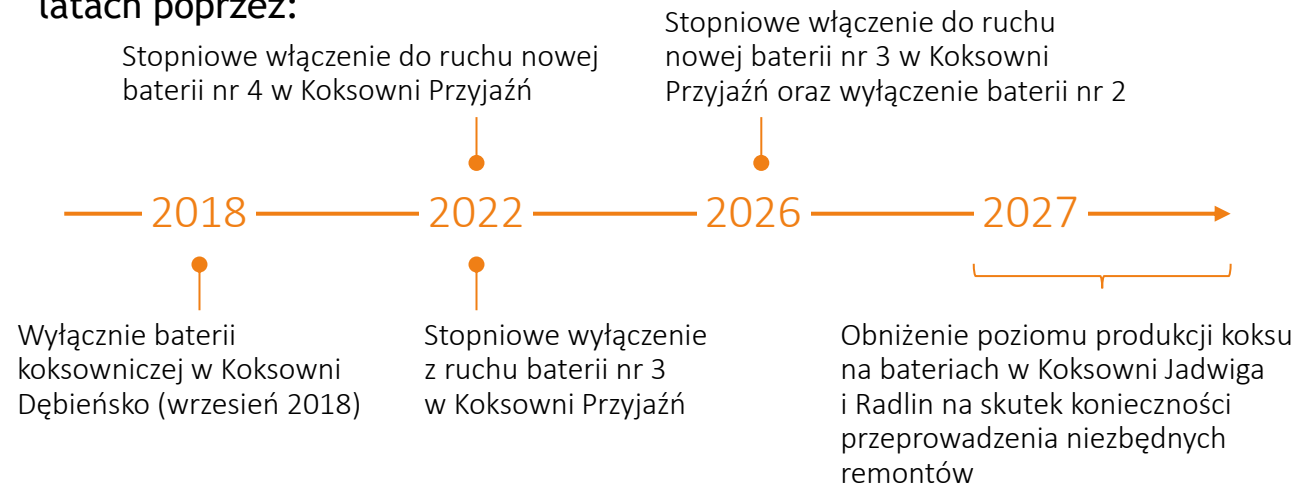 latach poprzez:
Stopniowe włączenie do ruchu nowej
baterii nr 4 w Koksowni Przyjaźń
Stopniowe włączenie do ruchu
nowej baterii nr 3 w Koksowni
Przyjaźń oraz wyłączenie baterii nr 2
2018
2022
2026
2027
Wyłącznie baterii
koksowniczej w Koksowni
Dębieńsko (wrzesień 2018)
Stopniowe wyłączenie
z ruchu baterii nr 3
w Koksowni Przyjaźń
Obniżenie poziomu produkcji koksu
na bateriach w Koksowni Jadwiga
i Radlin na skutek konieczności
przeprowadzenia niezbędnych
remontów